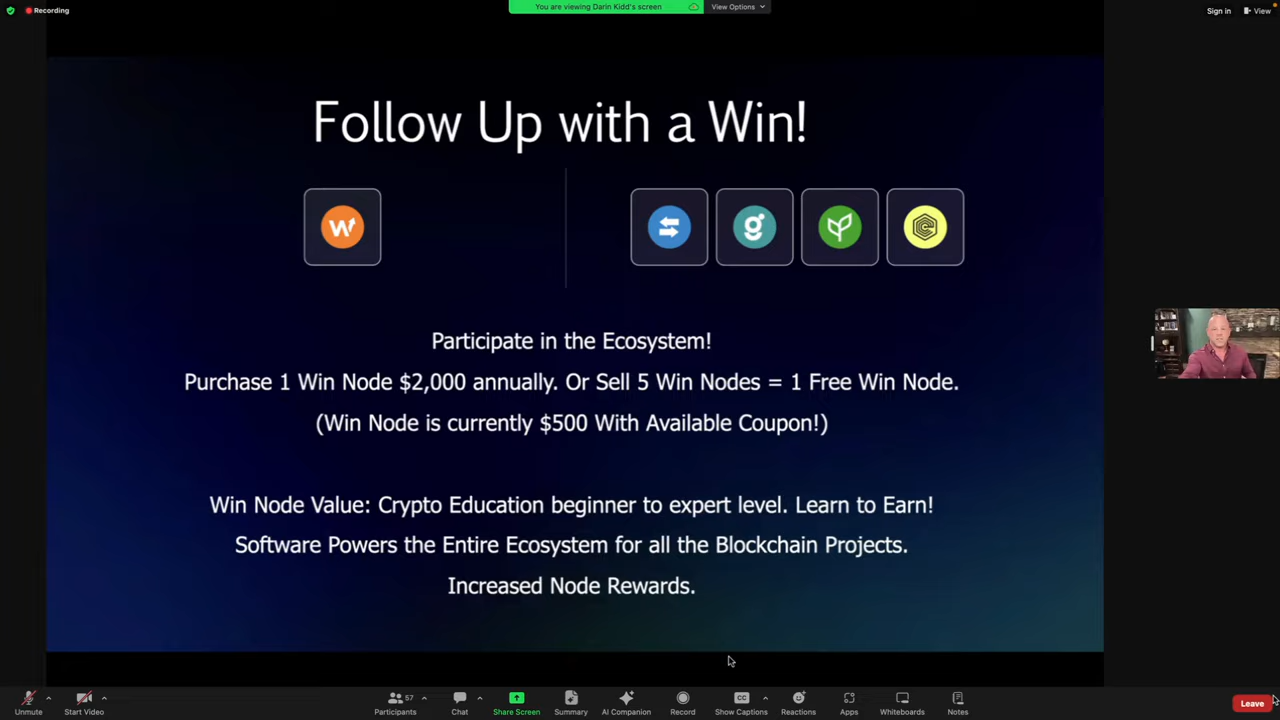 Recording
You are viewing Darin Kidd's screen
View Options
Sign in
View
Follow Up with a Win!
W
g
Participate in the Ecosystem!
Purchase 1 Win Node $2,000 annually. Or Sell 5 Win Nodes = 1 Free Win Node.
(Win Node is currently $500 With Available Coupon!)
Win Node Value: Crypto Education beginner to expert level. Learn to Earn!
Software Powers the Entire Ecosystem for all the Blockchain Projects.
Increased Node Rewards.
Unmute
Start Video
Participants
57
Chat
Share Screen
Summary
AI Companion
Record
CC
Show Captions
Reactions
Apps
Whiteboards
Notes
Leave